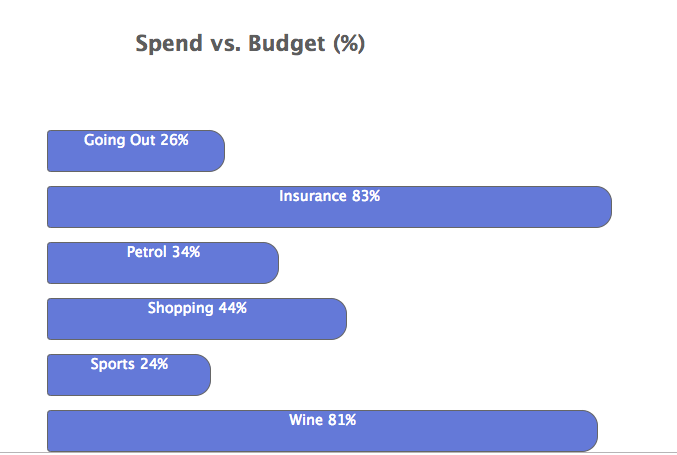 Spend vs. Budget (%)
Going Out 26%
Insurance 83%
Petrol 34%
Shopping 44%
Sports 24%
Wine 81%